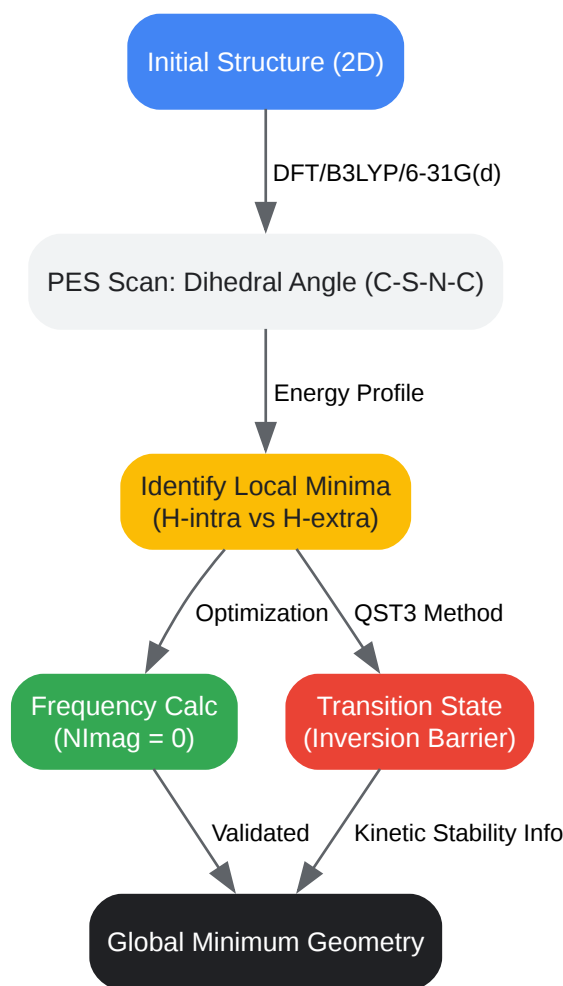 Initial Structure (2D)
DFT/B3LYP/6-31G(d)
PES Scan: Dihedral Angle (C-S-N-C)
Energy Profile
Identify Local Minima
(H-intra vs H-extra)
Optimization
QST3 Method
Frequency Calc
(NImag = 0)
Transition State
(Inversion Barrier)
Validated
Kinetic Stability Info
Global Minimum Geometry